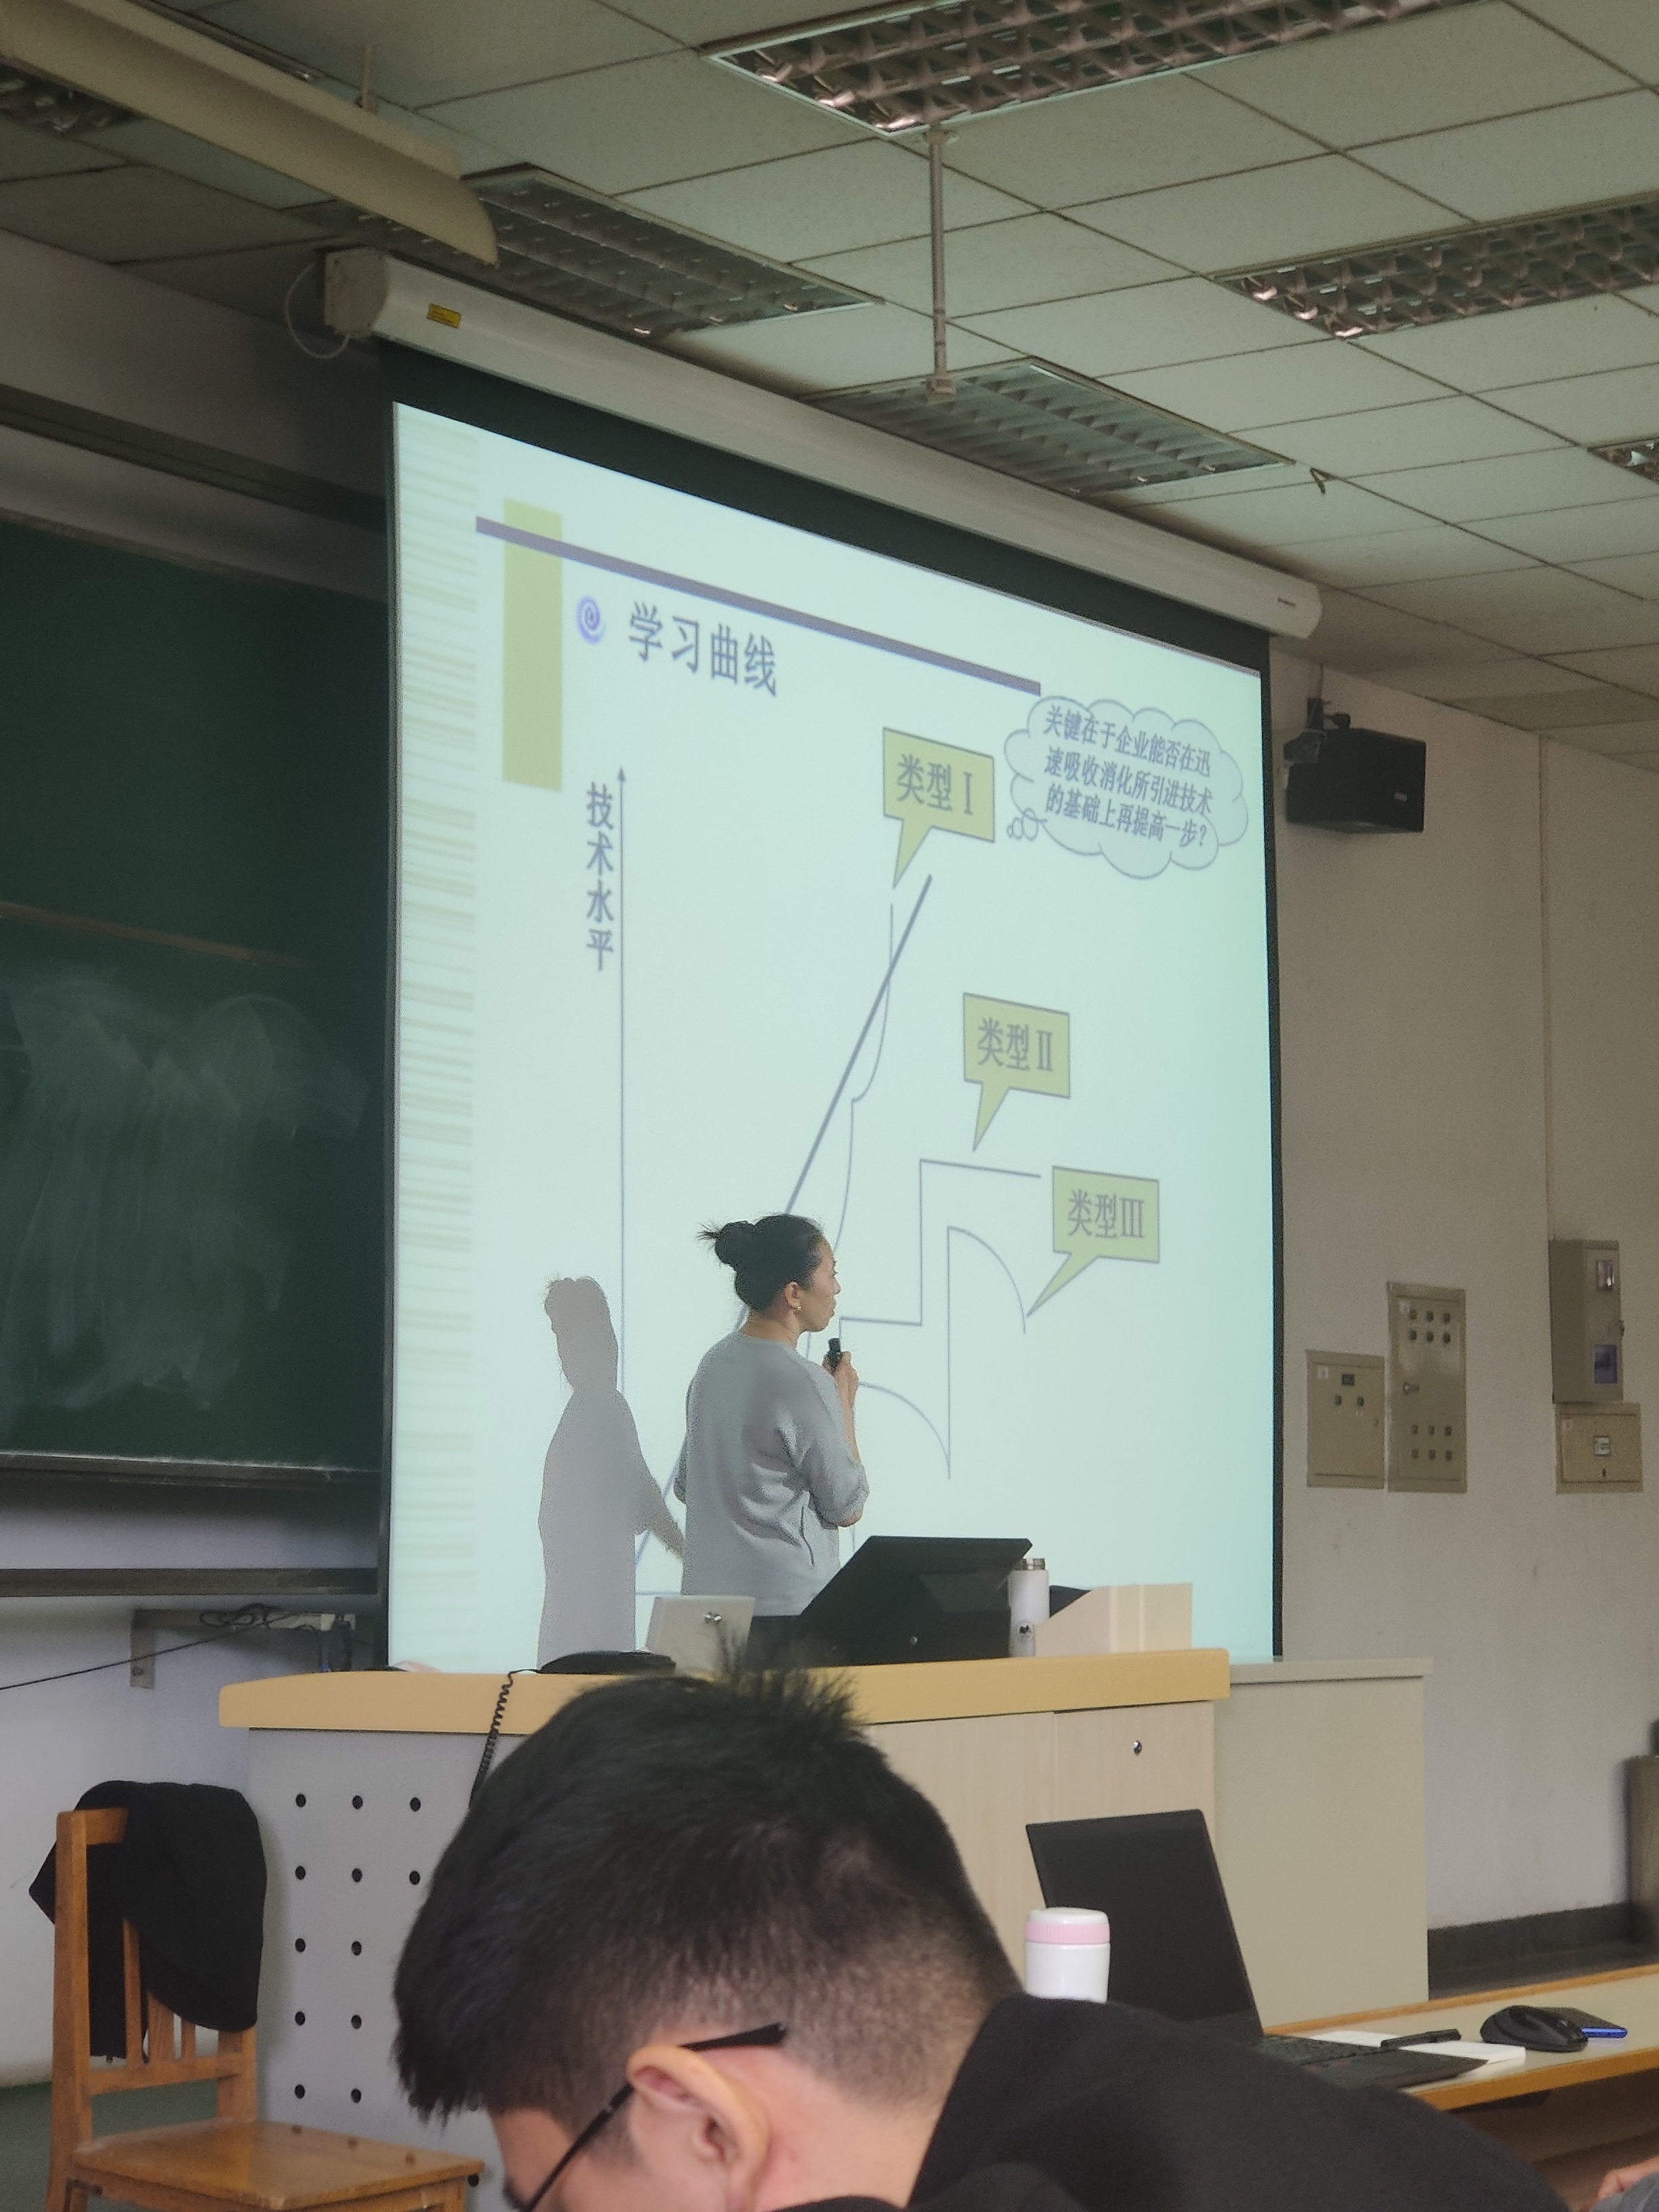 学习曲线
关键在于企业能否在迅
速吸收消化所引进技术
的基础上再提高一步？
类型Ⅰ
技术水平
类型Ⅱ
类型Ⅲ